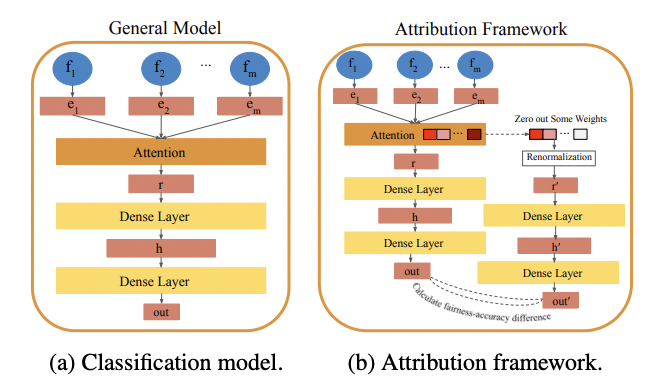 General Model
f1
f2
...
fm
e1
e2
em
Attention
r
Dense Layer
h
Dense Layer
out
(a) Classification model.
Attribution Framework
f1
f2
...
fm
e1
e2
em
Zero out Some Weights
Attention
...
...
Renormalization
r
r'
Dense Layer
Dense Layer
h
h'
Dense Layer
Dense Layer
out
out'
Calculate fairness-accuracy difference
(b) Attribution framework.